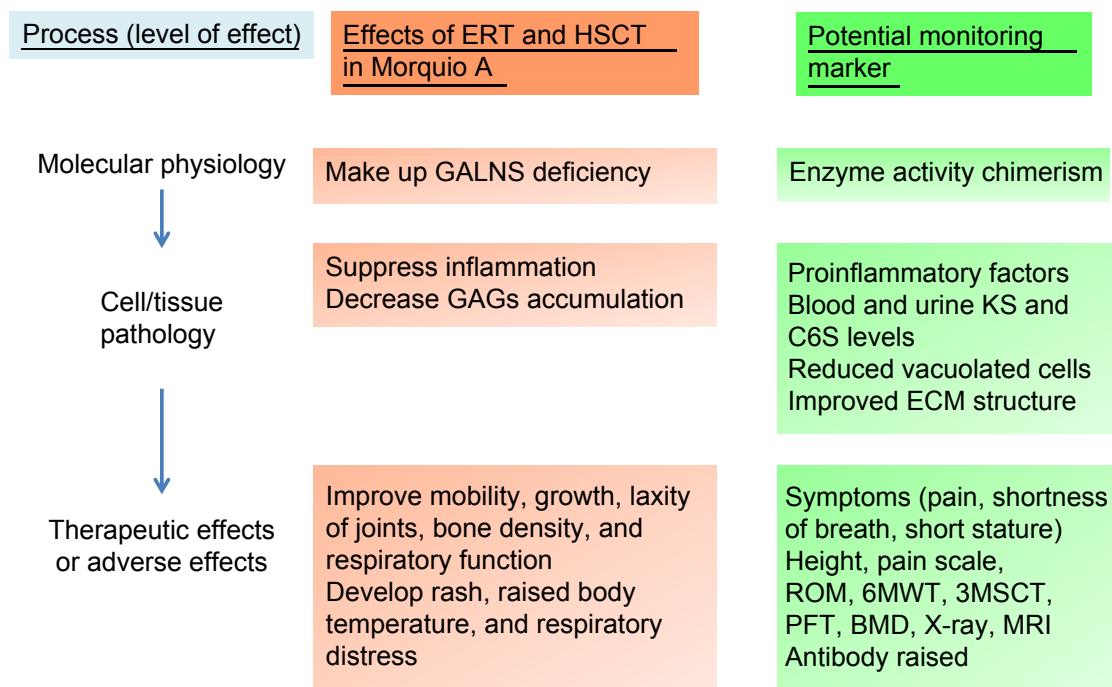 Process (level of effect)
Effects of ERT and HSCT
in Morquio A
Potential monitoring
marker
Molecular physiology
Make up GALNS deficiency
Enzyme activity chimerism
Cell/tissue
pathology
Suppress inflammation
Decrease GAGs accumulation
Proinflammatory factors
Blood and urine KS and
C6S levels
Reduced vacuolated cells
Improved ECM structure
Therapeutic effects
or adverse effects
Improve mobility, growth, laxity
of joints, bone density, and
respiratory function
Develop rash, raised body
temperature, and respiratory
distress
Symptoms (pain, shortness
of breath, short stature)
Height, pain scale,
ROM, 6MWT, 3MSCT,
PFT, BMD, X-ray, MRI
Antibody raised